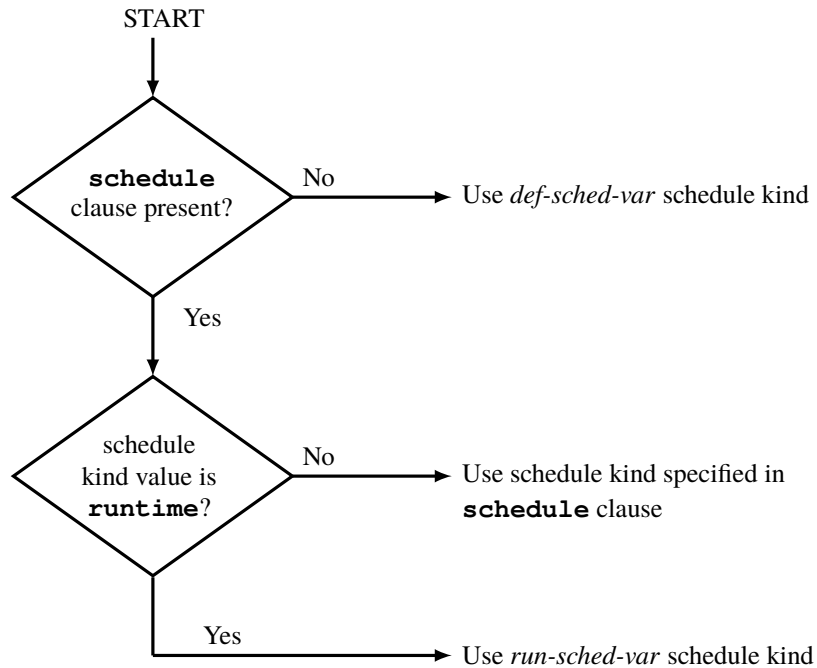 START
schedule
clause present?
No
Use def-sched-var schedule kind
Yes
schedule
kind value is
runtime?
No
Use schedule kind specified in
schedule clause
Yes
Use run-sched-var schedule kind